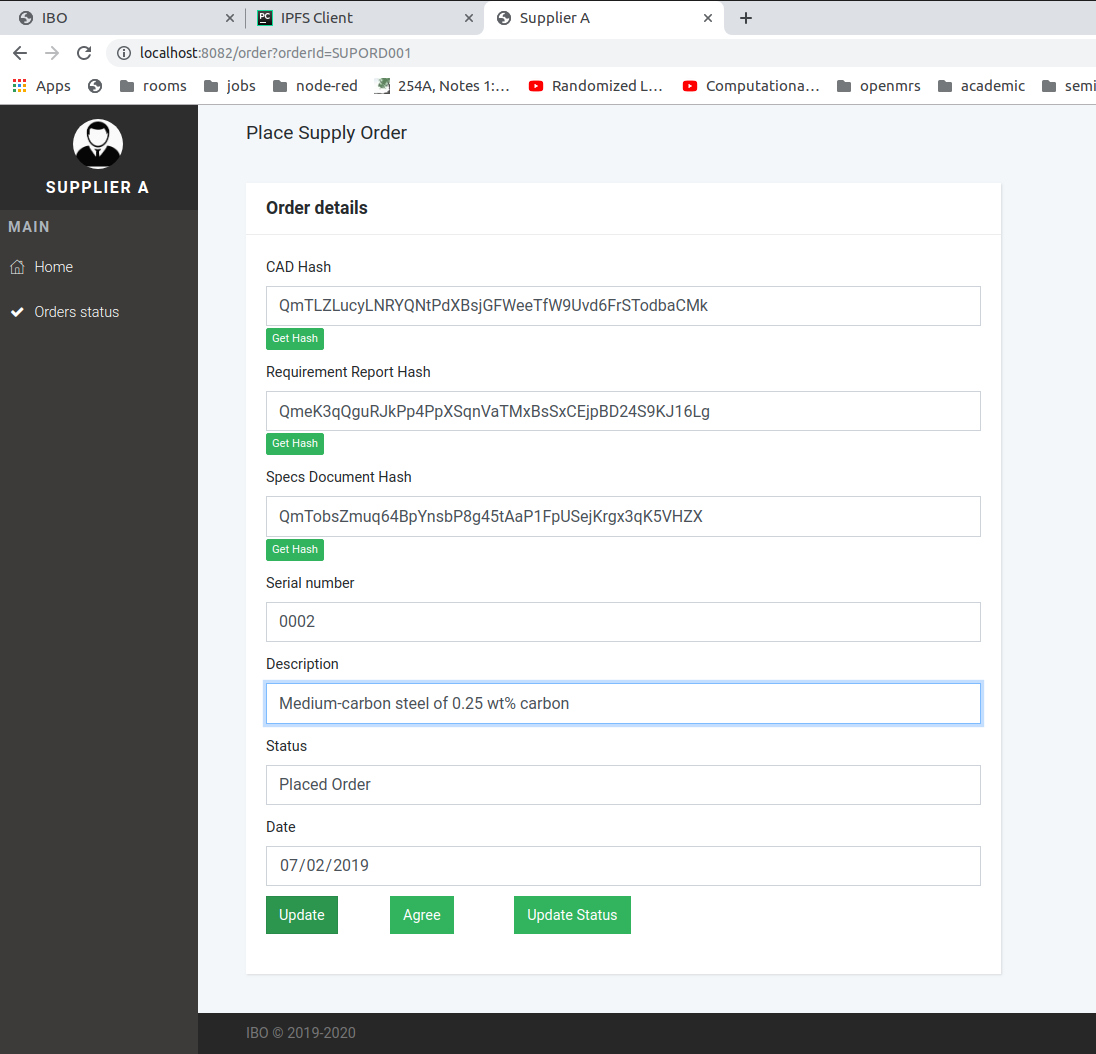 IBO
IPFS Client
Supplier A
localhost:8082/order?orderId=SUPORD001
Apps rooms jobs node-red 254A, Notes 1:... Randomized L... Computationa... openmrs academic semi
SUPPLIER A
MAIN
Home
Orders status
Place Supply Order
Order details
CAD Hash
QmTLZLucyLNRYQNtPdXBsjGFWeeTfW9Uvd6FrSTodbaCMk
Get Hash
Requirement Report Hash
QmeK3qQguRJkPp4PpXSqnVaTMxBsSxCEjpBD24S9KJ16Lg
Get Hash
Specs Document Hash
QmTobsZmuq64BpYnsbP8g45tAaP1FpUSejKrgx3qK5VHZX
Get Hash
Serial number
0002
Description
Medium-carbon steel of 0.25 wt% carbon
Status
Placed Order
Date
07/02/2019
Update Agree Update Status
IBO © 2019-2020